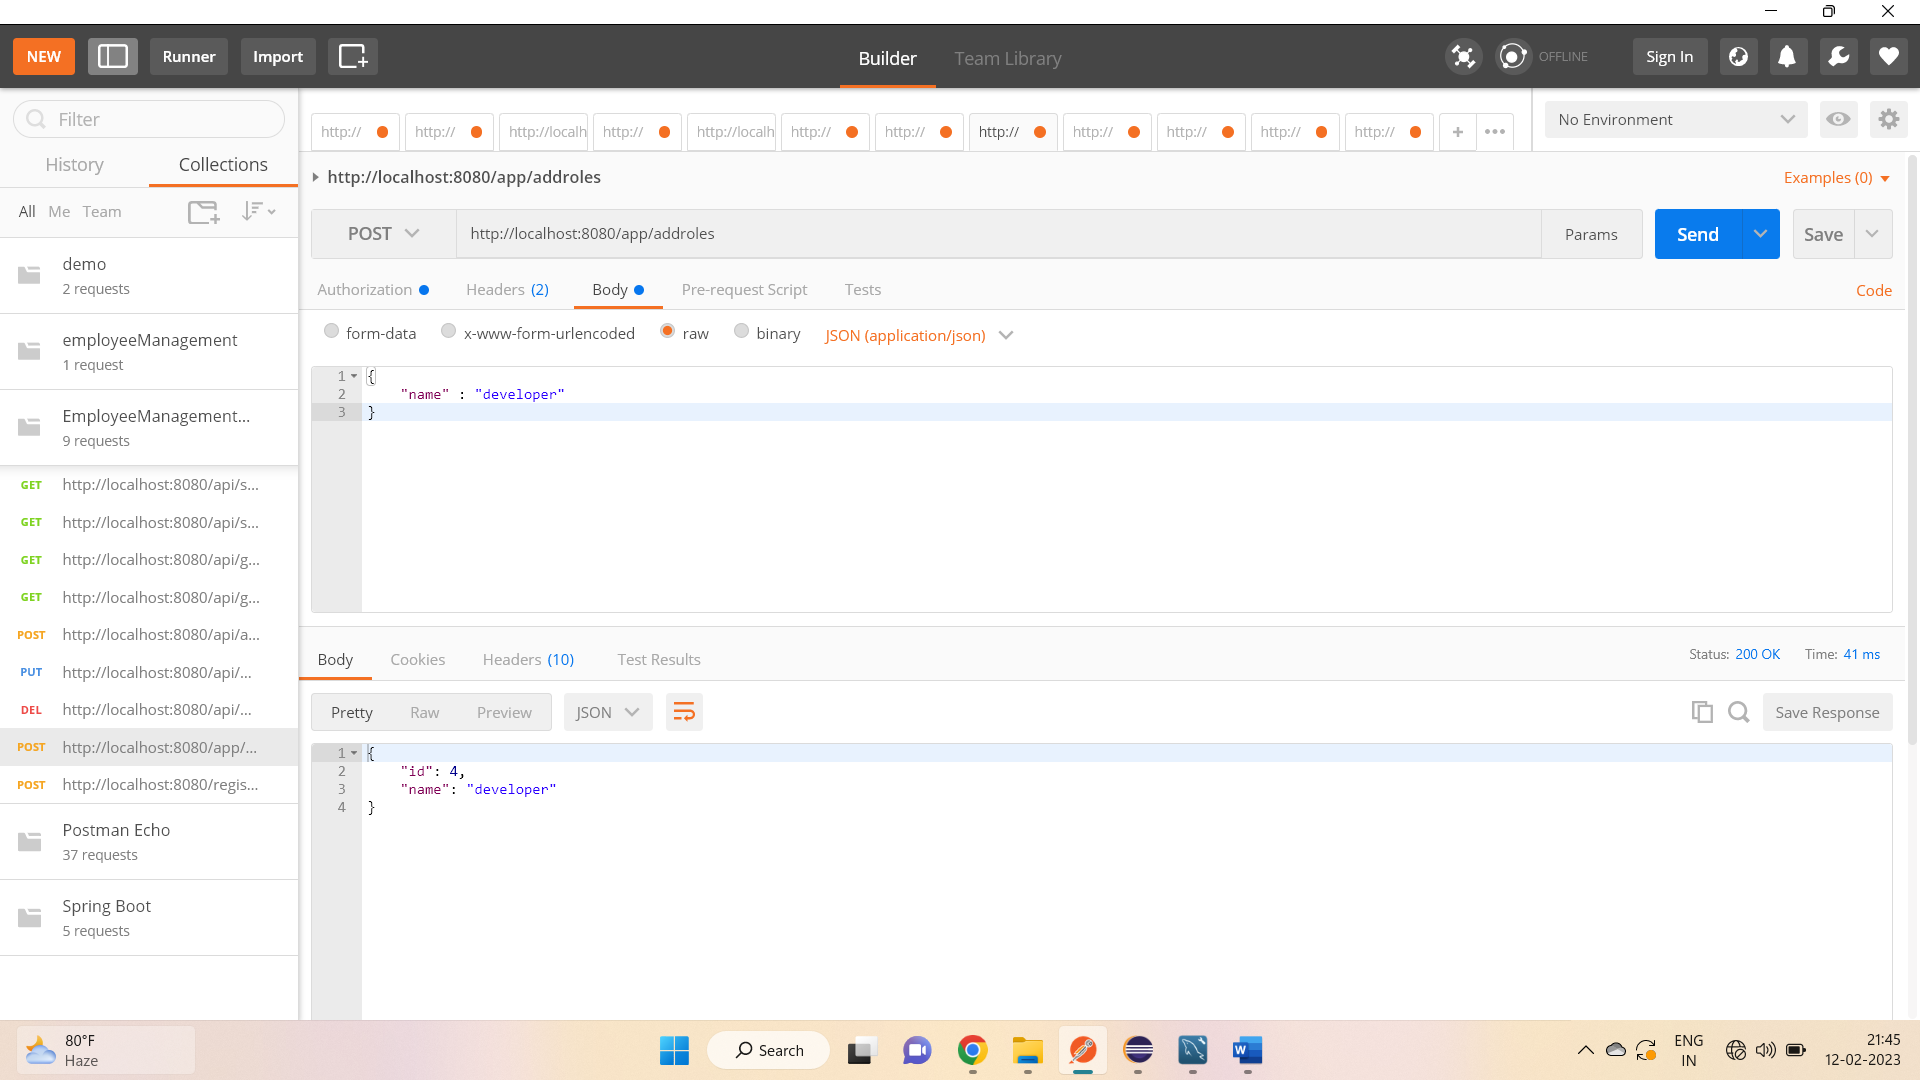 NEW
Runner
Import
Builder
Team Library
OFFLINE
Sign In
Filter
History
Collections
All Me Team
demo
2 requests
employeeManagement
1 request
EmployeeManagement...
9 requests
GET http://localhost:8080/api/s...
GET http://localhost:8080/api/s...
GET http://localhost:8080/api/g...
GET http://localhost:8080/api/g...
POST http://localhost:8080/api/a...
PUT http://localhost:8080/api/...
DEL http://localhost:8080/api/...
POST http://localhost:8080/app/...
POST http://localhost:8080/regis...
Postman Echo
37 requests
Spring Boot
5 requests
http:// http:// http://localh http:// http://localh http:// http:// http:// http:// http:// http:// http:// + •••
No Environment
http://localhost:8080/app/addroles
Examples (0)
POST http://localhost:8080/app/addroles Params Send Save
Authorization Headers (2) Body Pre-request Script Tests Code
form-data x-www-form-urlencoded raw binary JSON (application/json)
1 {
2 "name" : "developer"
3 }
Body Cookies Headers (10) Test Results Status: 200 OK Time: 41 ms
Pretty Raw Preview JSON Save Response
1 {
2 "id": 4,
3 "name": "developer"
4 }
80°F
Haze
Search
W
ENG
IN
21:45
12-02-2023